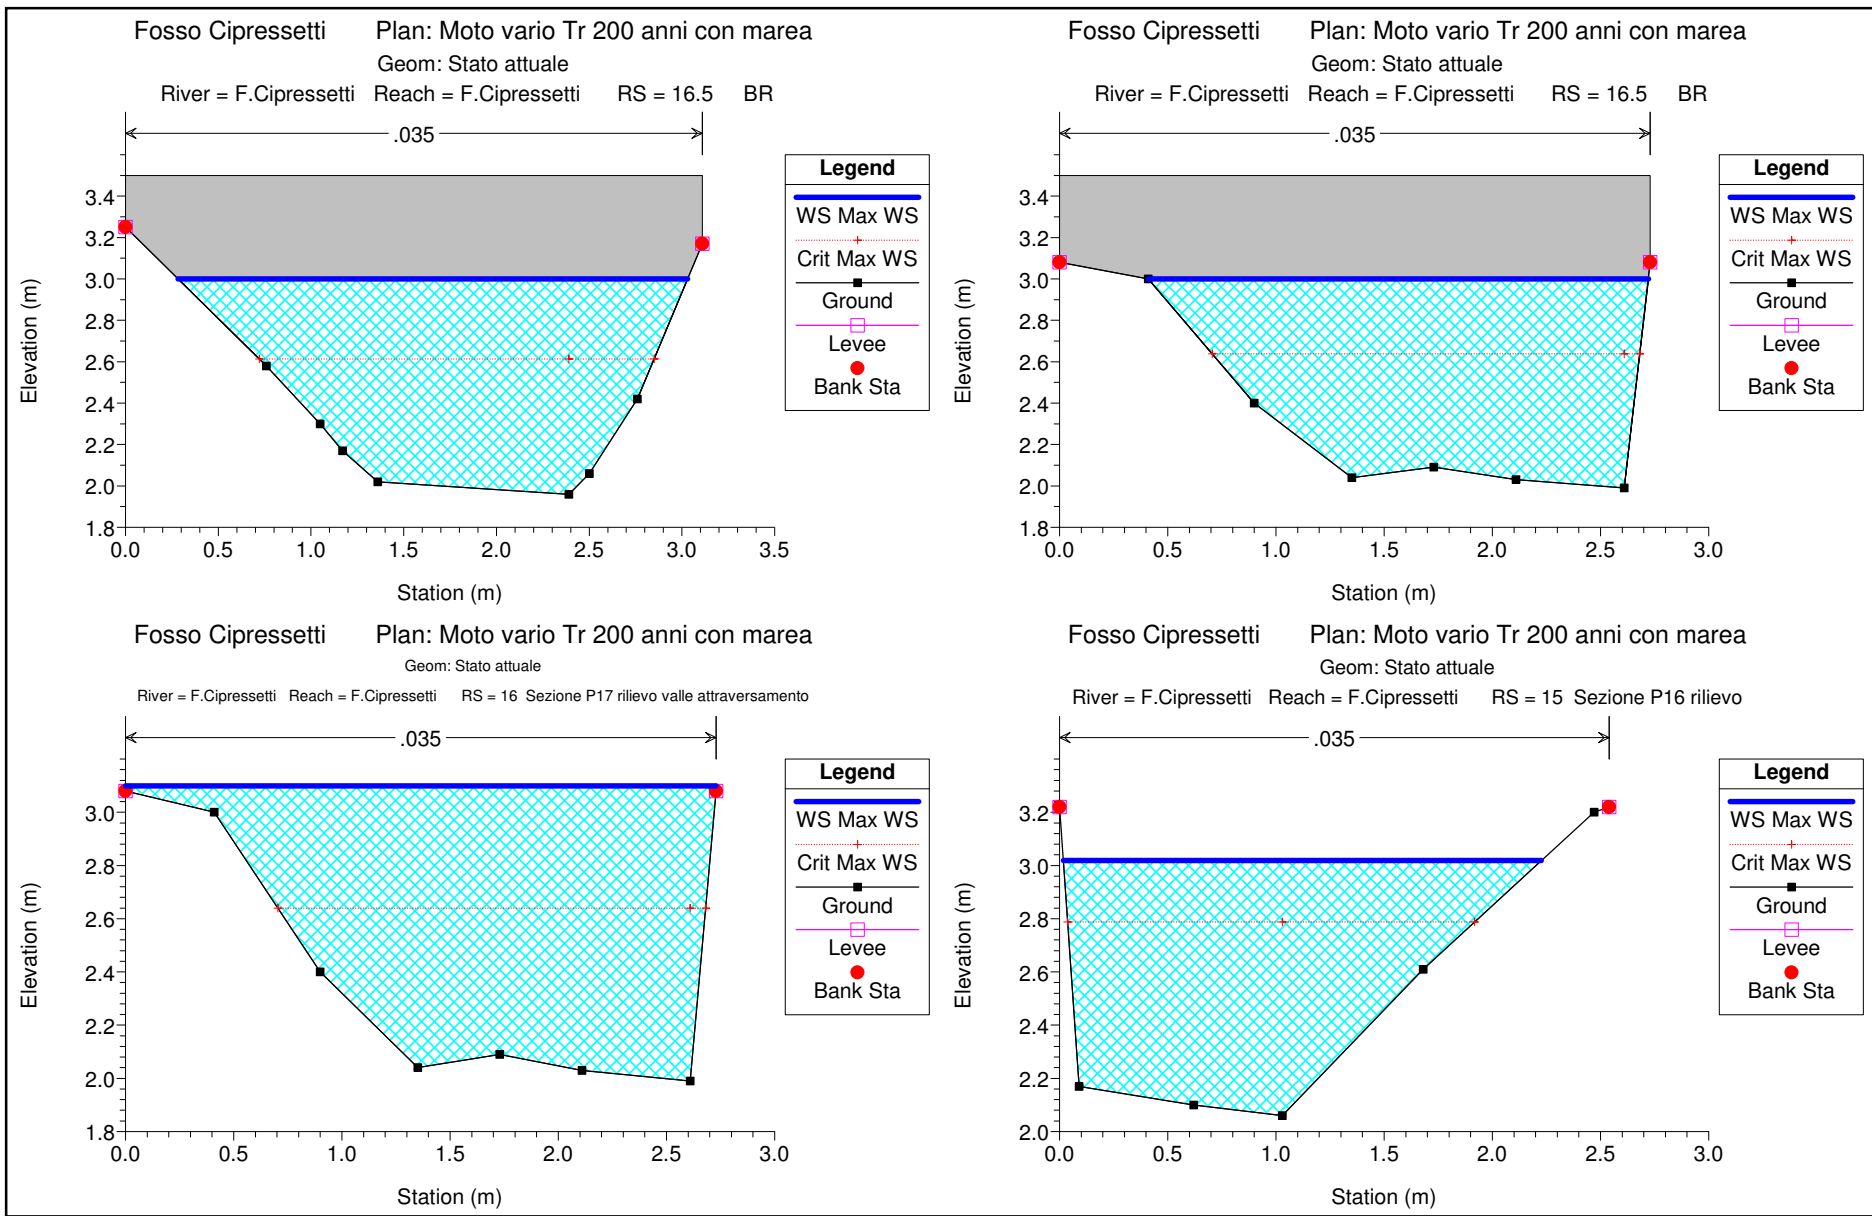 Fosso Cipressetti Plan: Moto vario Tr 200 anni con marea
Geom: Stato attuale
River = F.Cipressetti Reach = F.Cipressetti RS = 16.5 BR
.035
Legend
WS Max WS
Crit Max WS
Ground
Levee
Bank Sta
3.4
3.2
3.0
2.8
2.6
2.4
2.2
2.0
1.8
0.0 0.5 1.0 1.5 2.0 2.5 3.0 3.5
Elevation (m)
Station (m)
Fosso Cipressetti Plan: Moto vario Tr 200 anni con marea
Geom: Stato attuale
River = F.Cipressetti Reach = F.Cipressetti RS = 16.5 BR
.035
Legend
WS Max WS
Crit Max WS
Ground
Levee
Bank Sta
3.4
3.2
3.0
2.8
2.6
2.4
2.2
2.0
1.8
0.0 0.5 1.0 1.5 2.0 2.5 3.0
Elevation (m)
Station (m)
Fosso Cipressetti Plan: Moto vario Tr 200 anni con marea
Geom: Stato attuale
River = F.Cipressetti Reach = F.Cipressetti RS = 16 Sezione P17 rilievo valle attraversamento
.035
Legend
WS Max WS
Crit Max WS
Ground
Levee
Bank Sta
3.0
2.8
2.6
2.4
2.2
2.0
1.8
0.0 0.5 1.0 1.5 2.0 2.5 3.0
Elevation (m)
Station (m)
Fosso Cipressetti Plan: Moto vario Tr 200 anni con marea
Geom: Stato attuale
River = F.Cipressetti Reach = F.Cipressetti RS = 15 Sezione P16 rilievo
.035
Legend
WS Max WS
Crit Max WS
Ground
Levee
Bank Sta
3.2
3.0
2.8
2.6
2.4
2.2
2.0
0.0 0.5 1.0 1.5 2.0 2.5 3.0
Elevation (m)
Station (m)